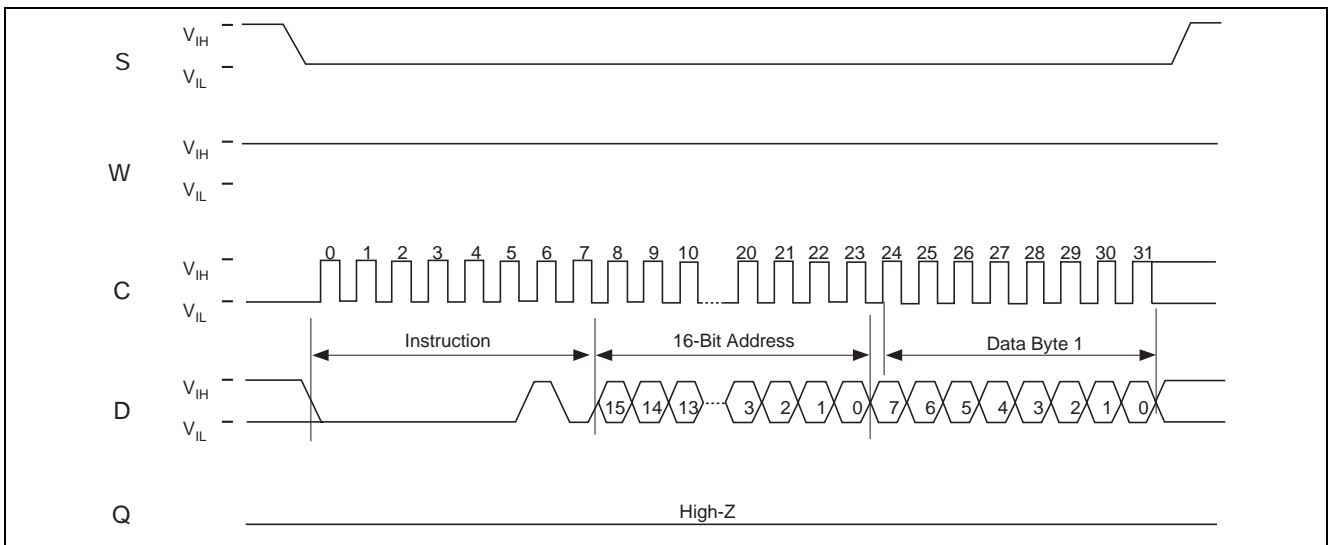 S
V_IH
V_IL
W
V_IH
V_IL
C
V_IH
V_IL
0 1 2 3 4 5 6 7 8 9 10 20 21 22 23 24 25 26 27 28 29 30 31
Instruction
16-Bit Address
Data Byte 1
D
V_IH
V_IL
15 14 13 3 2 1 0 7 6 5 4 3 2 1 0
Q
High-Z